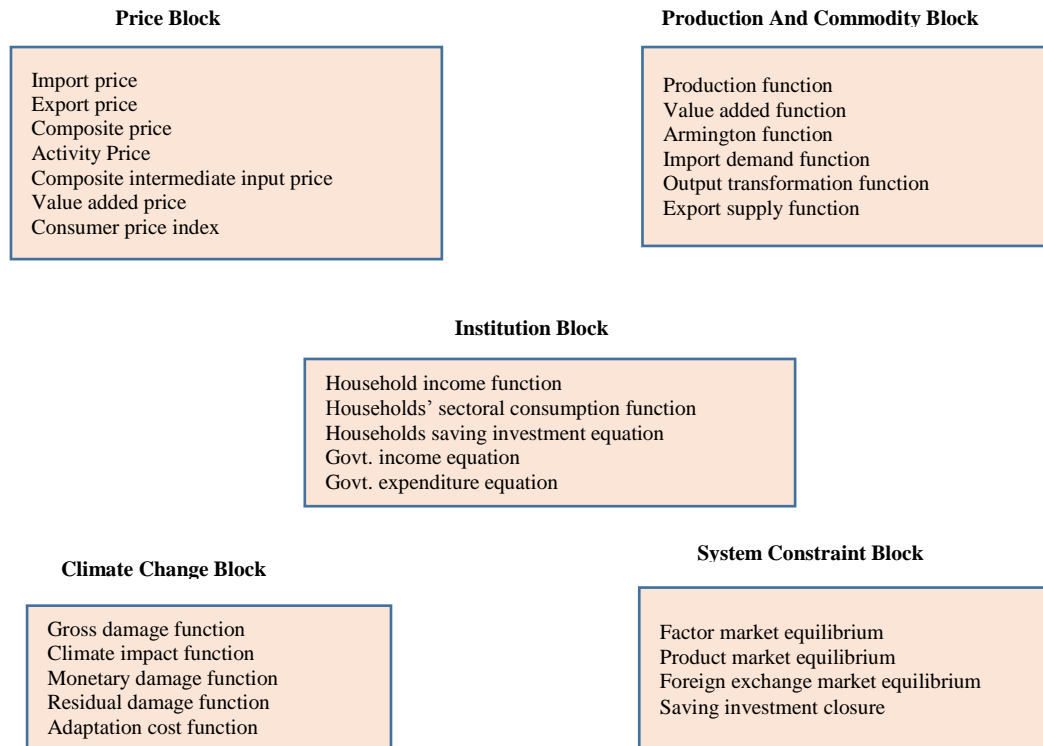 Price Block
Import price
Export price
Composite price
Activity Price
Composite intermediate input price
Value added price
Consumer price index
Production And Commodity Block
Production function
Value added function
Armington function
Import demand function
Output transformation function
Export supply function
Institution Block
Household income function
Households’ sectoral consumption function
Households saving investment equation
Govt. income equation
Govt. expenditure equation
Climate Change Block
Gross damage function
Climate impact function
Monetary damage function
Residual damage function
Adaptation cost function
System Constraint Block
Factor market equilibrium
Product market equilibrium
Foreign exchange market equilibrium
Saving investment closure